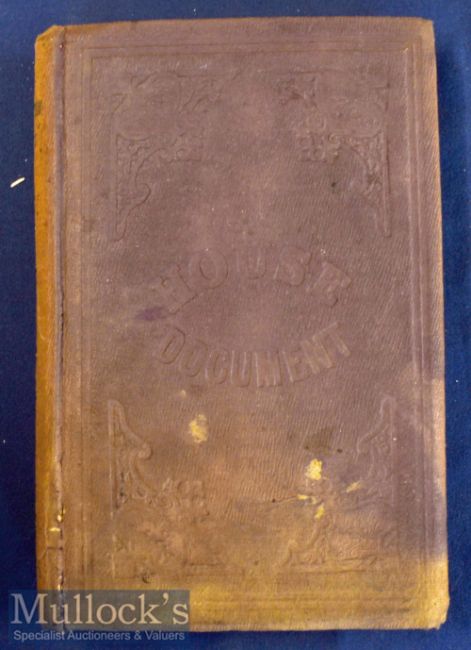 HOUSE
DOCUMENT
Mullock's
Specialist Auctioneers & Valuers